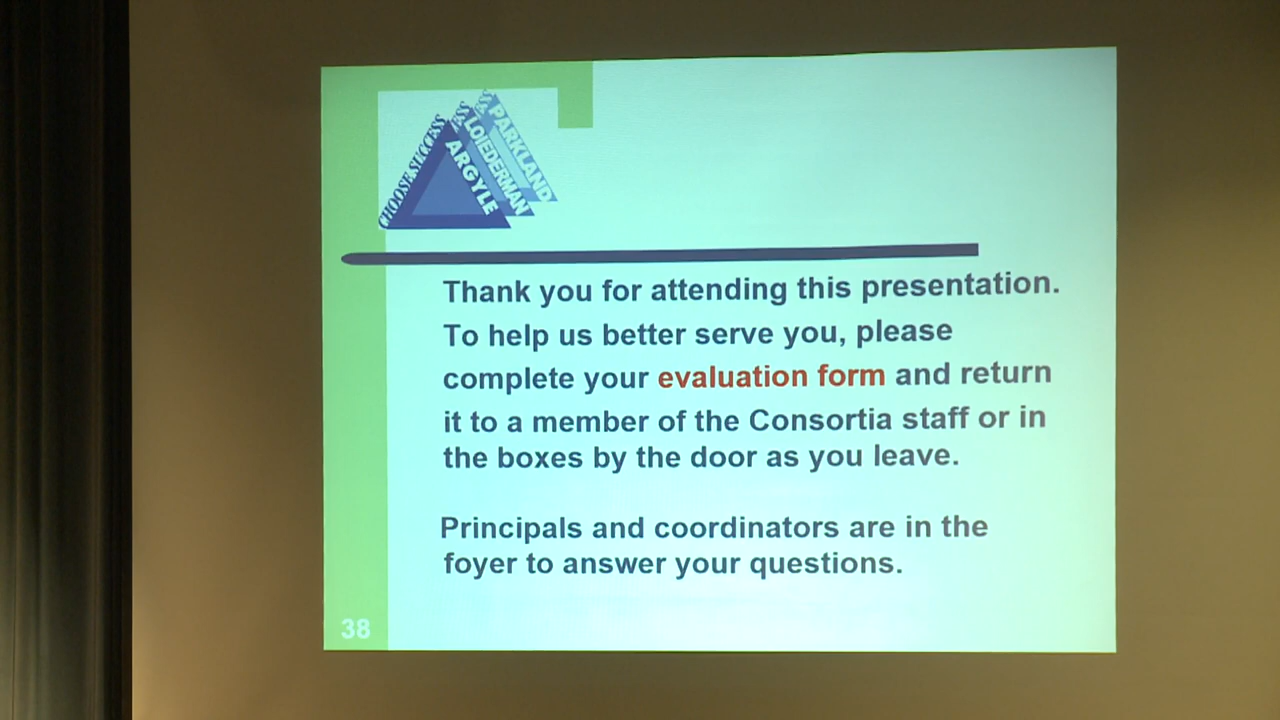 CHOOSE SUCCESS
ARGYLE
LOIEDERMAN
PARKLAND
Thank you for attending this presentation.
To help us better serve you, please
complete your evaluation form and return
it to a member of the Consortia staff or in
the boxes by the door as you leave.
Principals and coordinators are in the
foyer to answer your questions.
38